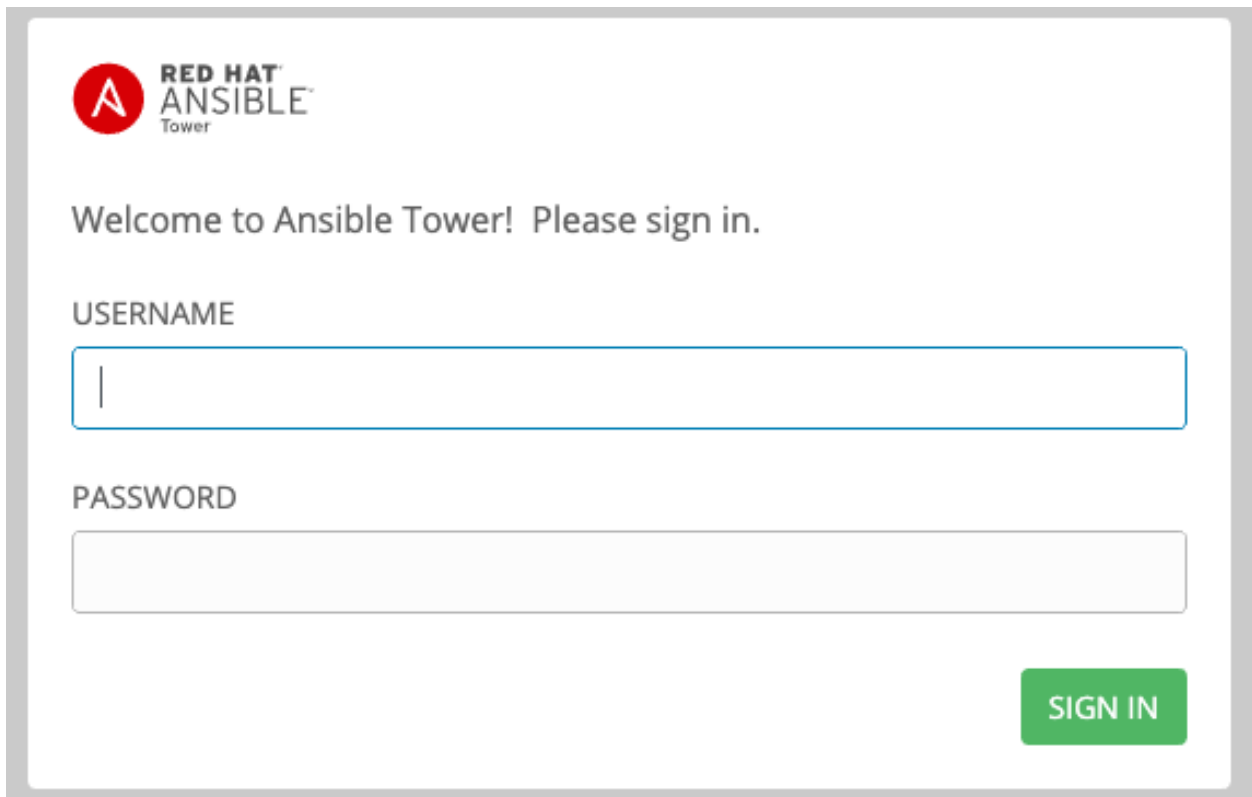 RED HAT
ANSIBLE
Tower
Welcome to Ansible Tower! Please sign in.
USERNAME
PASSWORD
SIGN IN